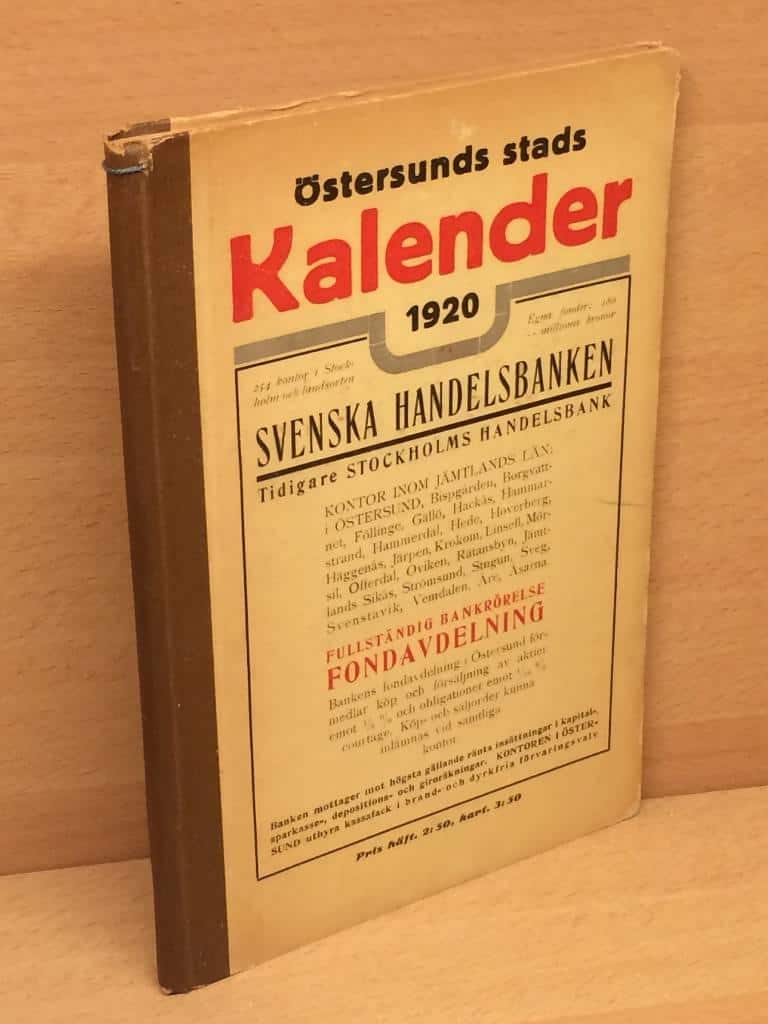 Östersunds stads
Kalender
1920
254 kontor i Stock-
holm och landsorten
Egna fonder: 180
millioner kronor
SVENSKA HANDELSBANKEN
Tidigare STOCKHOLMS HANDELSBANK
KONTOR INOM JÄMTLANDS LÄN:
i ÖSTERSUND, Bispgården, Borgvatt-
net, Föllinge, Gällö, Hackås, Hammar-
strand, Hammerdal, Hede, Hoverberg,
Häggenås, Järpen, Krokom, Linsell, Mör-
sil, Offerdal, Oviken, Rätansbyn, Jämt-
lands Sikås, Strömsund, Stugun, Sveg,
Svenstavik, Vemdalen, Åre, Åsarna
FULLSTÄNDIG BANKRÖRELSE
FONDAVDELNING
Bankens fondavdelning i Östersund för-
medlar köp och försäljning av aktier
emot och obligationer emot
courtage. Köp- och säljorder kunna
inlämnas vid samtliga
kontor
Banken mottager mot högsta gällande ränta insättningar i kapital-,
sparkasse-, depositions- och giroräkningar. KONTOREN I ÖSTER-
SUND uthyra kassafack i brand- och dyrkfria förvaringsvalv
Pris häft. 2:50, kart. 3:50